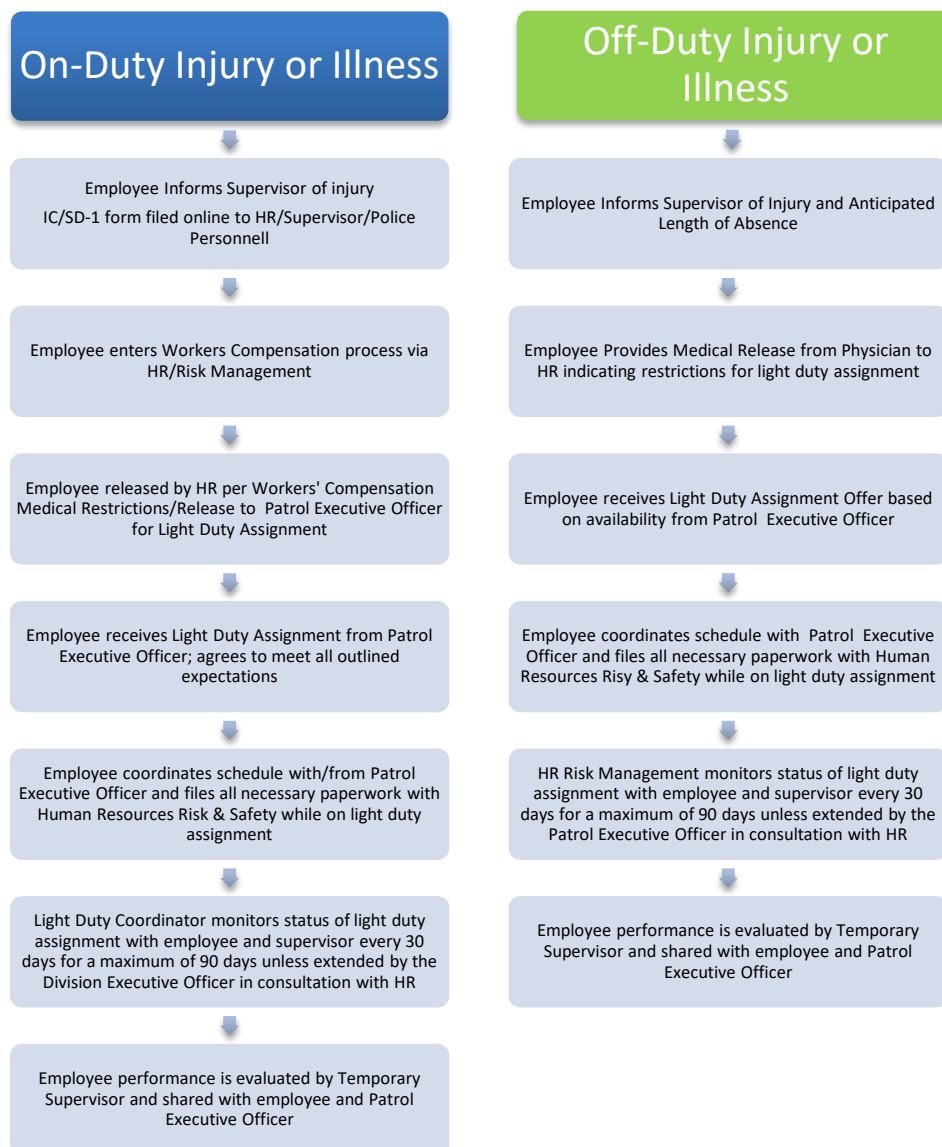 On-Duty Injury or Illness
Employee Informs Supervisor of injury
IC/SD-1 form filed online to HR/Supervisor/Police
Personnell
Employee enters Workers Compensation process via
HR/Risk Management
Employee released by HR per Workers' Compensation
Medical Restrictions/Release to Patrol Executive Officer
for Light Duty Assignment
Employee receives Light Duty Assignment from Patrol
Executive Officer; agrees to meet all outlined
expectations
Employee coordinates schedule with/from Patrol
Executive Officer and files all necessary paperwork with
Human Resources Risk & Safety while on light duty
assignment
Light Duty Coordinator monitors status of light duty
assignment with employee and supervisor every 30
days for a maximum of 90 days unless extended by the
Division Executive Officer in consultation with HR
Employee performance is evaluated by Temporary
Supervisor and shared with employee and Patrol
Executive Officer
Off-Duty Injury or
Illness
Employee Informs Supervisor of Injury and Anticipated
Length of Absence
Employee Provides Medical Release from Physician to
HR indicating restrictions for light duty assignment
Employee receives Light Duty Assignment Offer based
on availability from Patrol Executive Officer
Employee coordinates schedule with Patrol Executive
Officer and files all necessary paperwork with Human
Resources Risy & Safety while on light duty assignment
HR Risk Management monitors status of light duty
assignment with employee and supervisor every 30
days for a maximum of 90 days unless extended by the
Patrol Executive Officer in consultation with HR
Employee performance is evaluated by Temporary
Supervisor and shared with employee and Patrol
Executive Officer